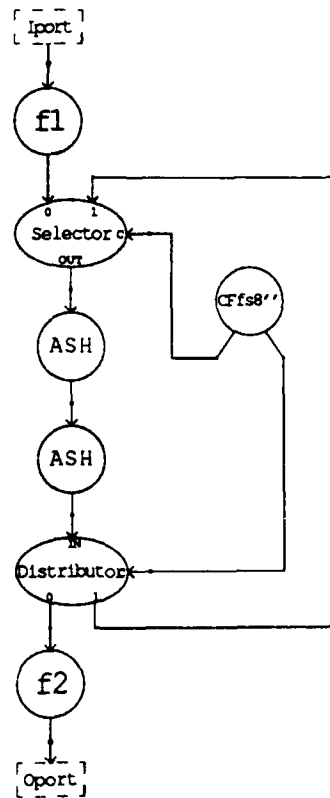 Iport
f1
0 1
Selector C
OUT
CFfs8''
ASH
ASH
IN
Distributor
0 1
f2
Oport